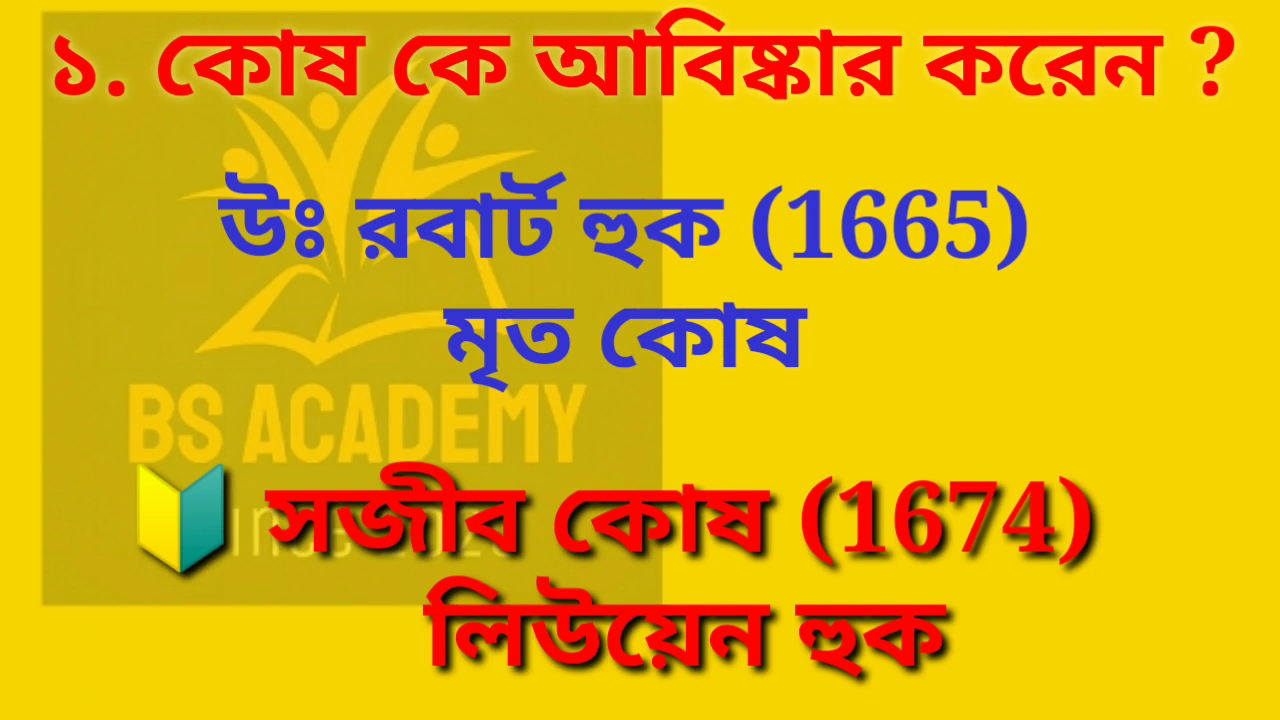 ১. কোষ কে আবিষ্কার করেন ?
উঃ রবার্ট হুক (1665)
মৃত কোষ
BS ACADEMY
সজীব কোষ (1674)
লিউয়েন হুক